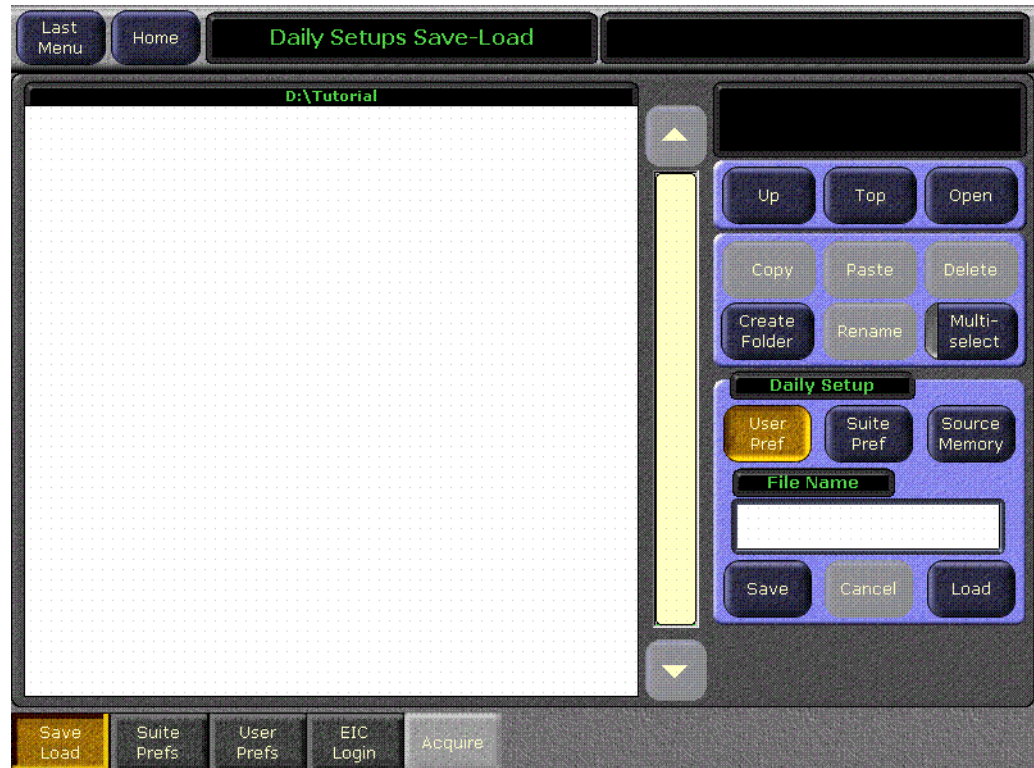 Last
Menu
Home
Daily Setups Save-Load
D:\Tutorial
Up
Top
Open
Copy
Paste
Delete
Create
Folder
Rename
Multi-
select
Daily Setup
User
Pref
Suite
Pref
Source
Memory
File Name
Save
Cancel
Load
Save
Load
Suite
Prefs
User
Prefs
EIC
Login
Acquire